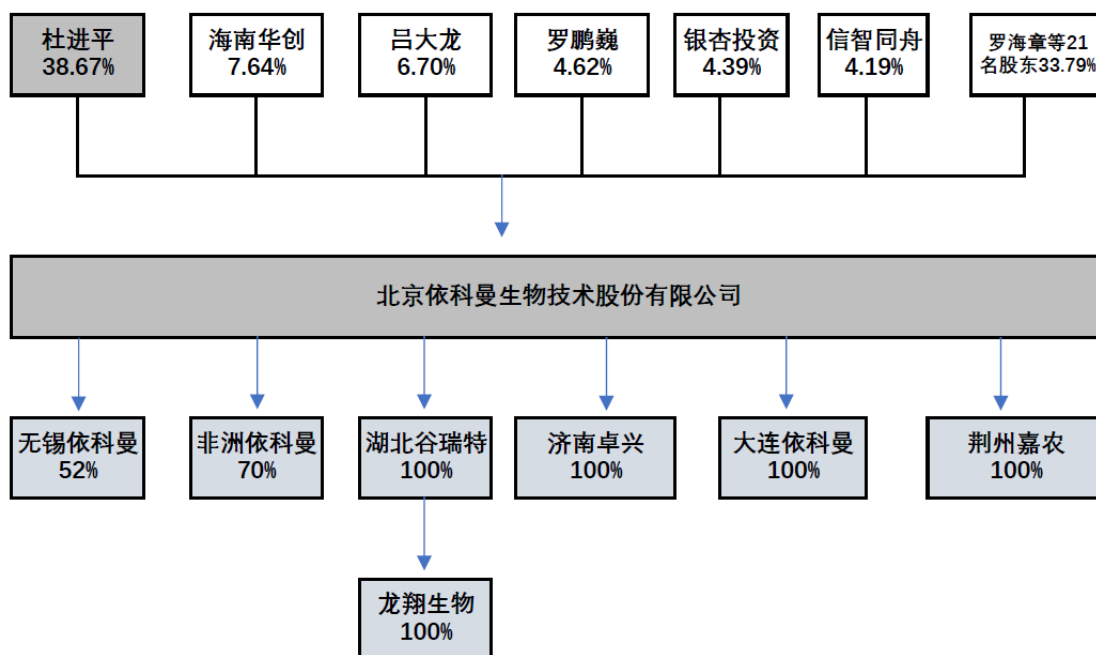 杜进平
38.67%
海南华创
7.64%
吕大龙
6.70%
罗鹏巍
4.62%
银杏投资
4.39%
信智同舟
4.19%
罗海章等21
名股东33.79%
北京依科曼生物技术股份有限公司
无锡依科曼
52%
非洲依科曼
70%
湖北谷瑞特
100%
济南卓兴
100%
大连依科曼
100%
荆州嘉农
100%
龙翔生物
100%